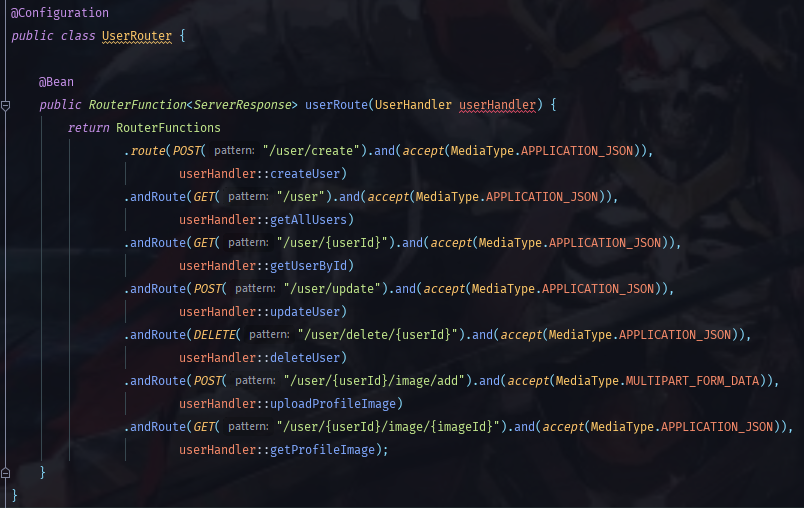 @Configuration
public class UserRouter {
@Bean
public RouterFunction<ServerResponse> userRoute(UserHandler userHandler) {
return RouterFunctions
.route(POST( pattern: "/user/create").and(accept(MediaType.APPLICATION_JSON)),
userHandler::createUser)
.andRoute(GET( pattern: "/user").and(accept(MediaType.APPLICATION_JSON)),
userHandler::getAllUsers)
.andRoute(GET( pattern: "/user/{userId}").and(accept(MediaType.APPLICATION_JSON)),
userHandler::getUserById)
.andRoute(POST( pattern: "/user/update").and(accept(MediaType.APPLICATION_JSON)),
userHandler::updateUser)
.andRoute(DELETE( pattern: "/user/delete/{userId}").and(accept(MediaType.APPLICATION_JSON)),
userHandler::deleteUser)
.andRoute(POST( pattern: "/user/{userId}/image/add").and(accept(MediaType.MULTIPART_FORM_DATA)),
userHandler::uploadProfileImage)
.andRoute(GET( pattern: "/user/{userId}/image/{imageId}").and(accept(MediaType.APPLICATION_JSON)),
userHandler::getProfileImage);
}
}